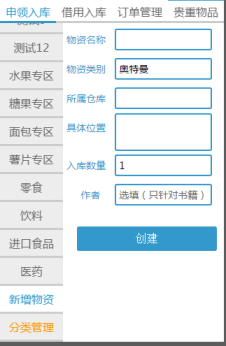 申领入库 借用入库 订单管理 贵重物品
测试12
水果专区
糖果专区
面包专区
薯片专区
零食
饮料
进口食品
医药
新增物资
分类管理
物资名称
物资类别 奥特曼
所属仓库
具体位置
入库数量 1
作者 选填（只针对书籍）
创建